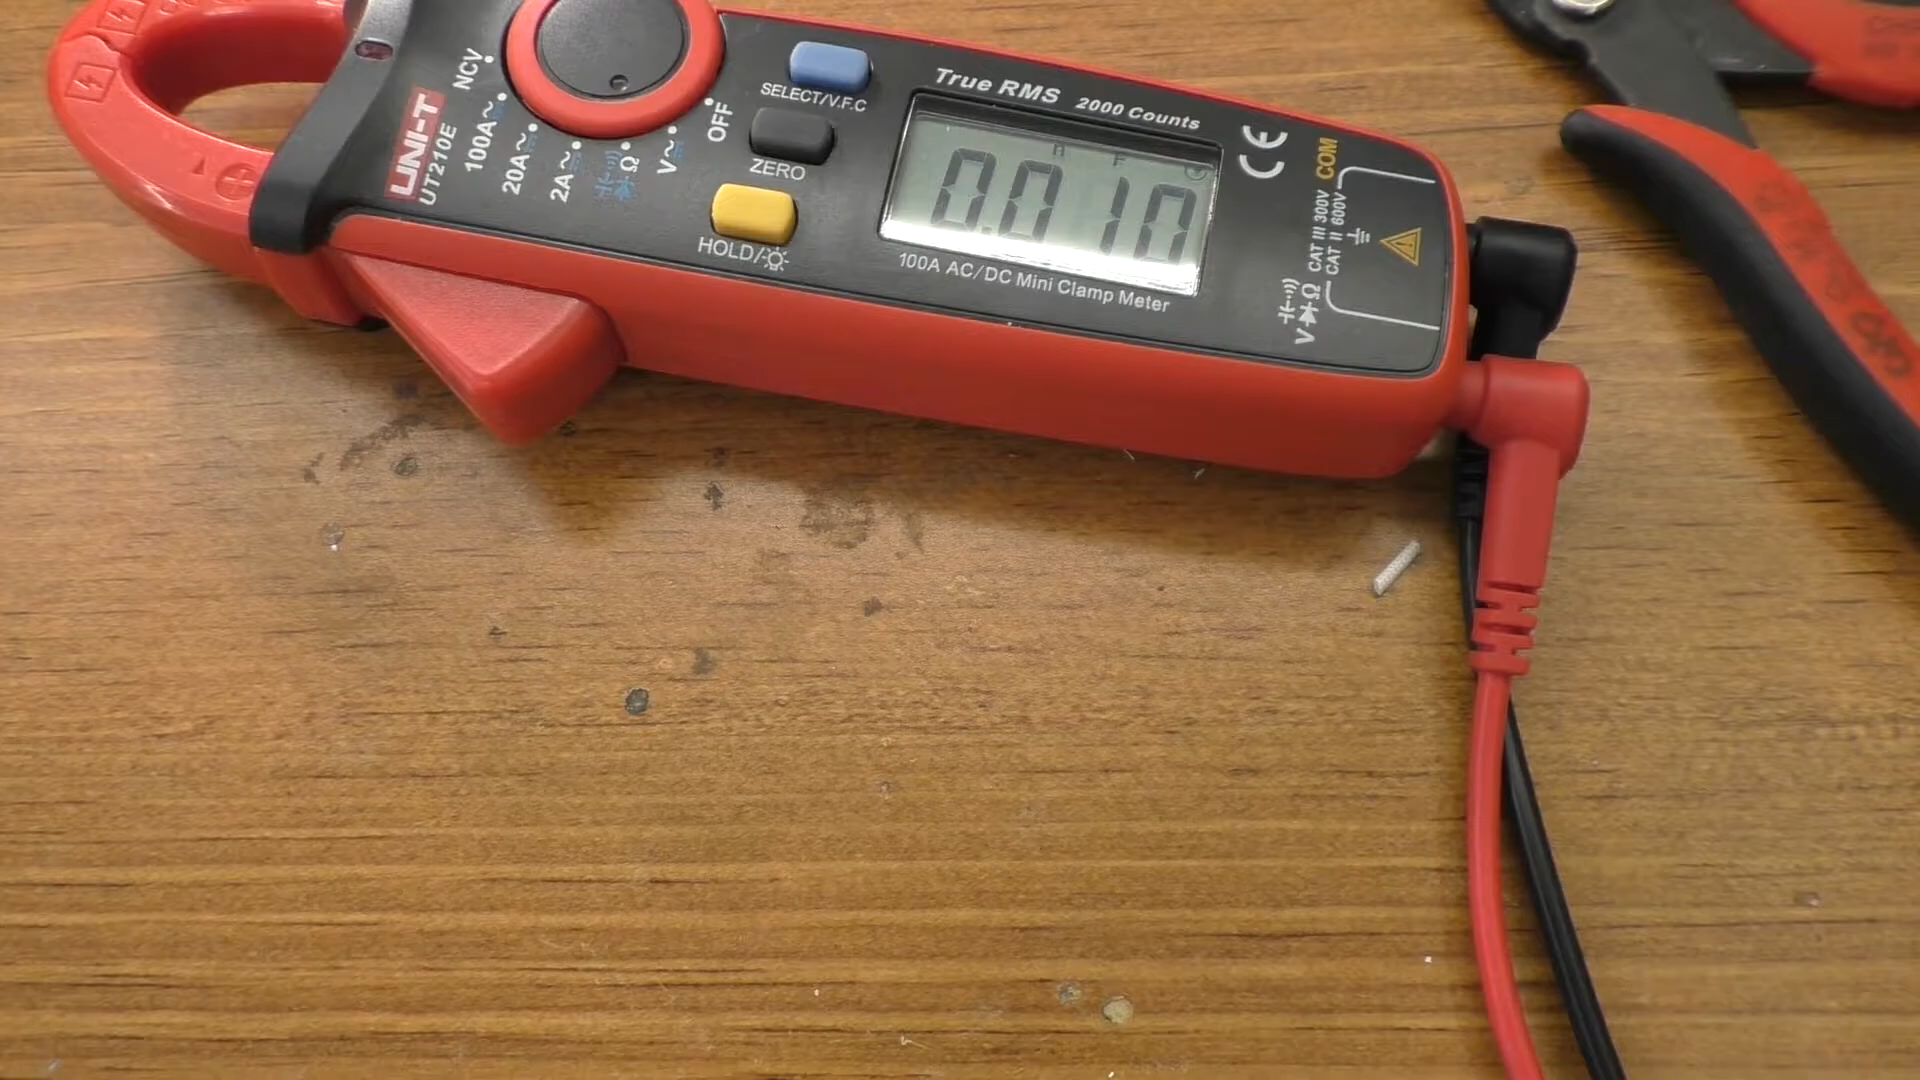 UNI-T
UT210E
NCV
100A~
20A~
2A~
Ω
V~
OFF
SELECT/V.F.C
ZERO
HOLD/
True RMS 2000 Counts
n F
0.010
100A AC/DC Mini Clamp Meter
CE
COM
CAT III 300V
CAT II 600V
VΩ